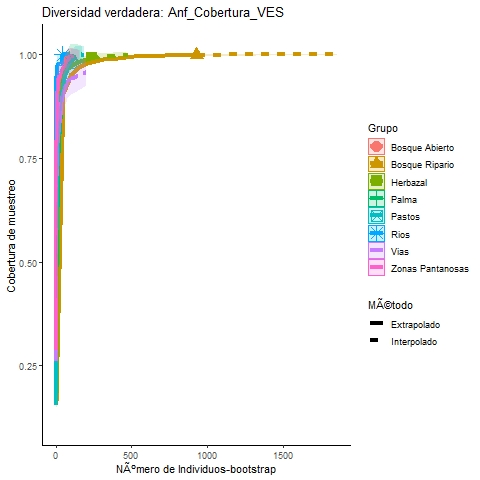 Diversidad verdadera: Anf_Cobertura_VES
1.00
0.75
0.50
0.25
Cobertura de muestreo
0
500
1000
1500
NÃºmero de Individuos-bootstrap
Grupo
Bosque Abierto
Bosque Ripario
Herbazal
Palma
Pastos
Rios
Vias
Zonas Pantanosas
MÃ©todo
Extrapolado
Interpolado